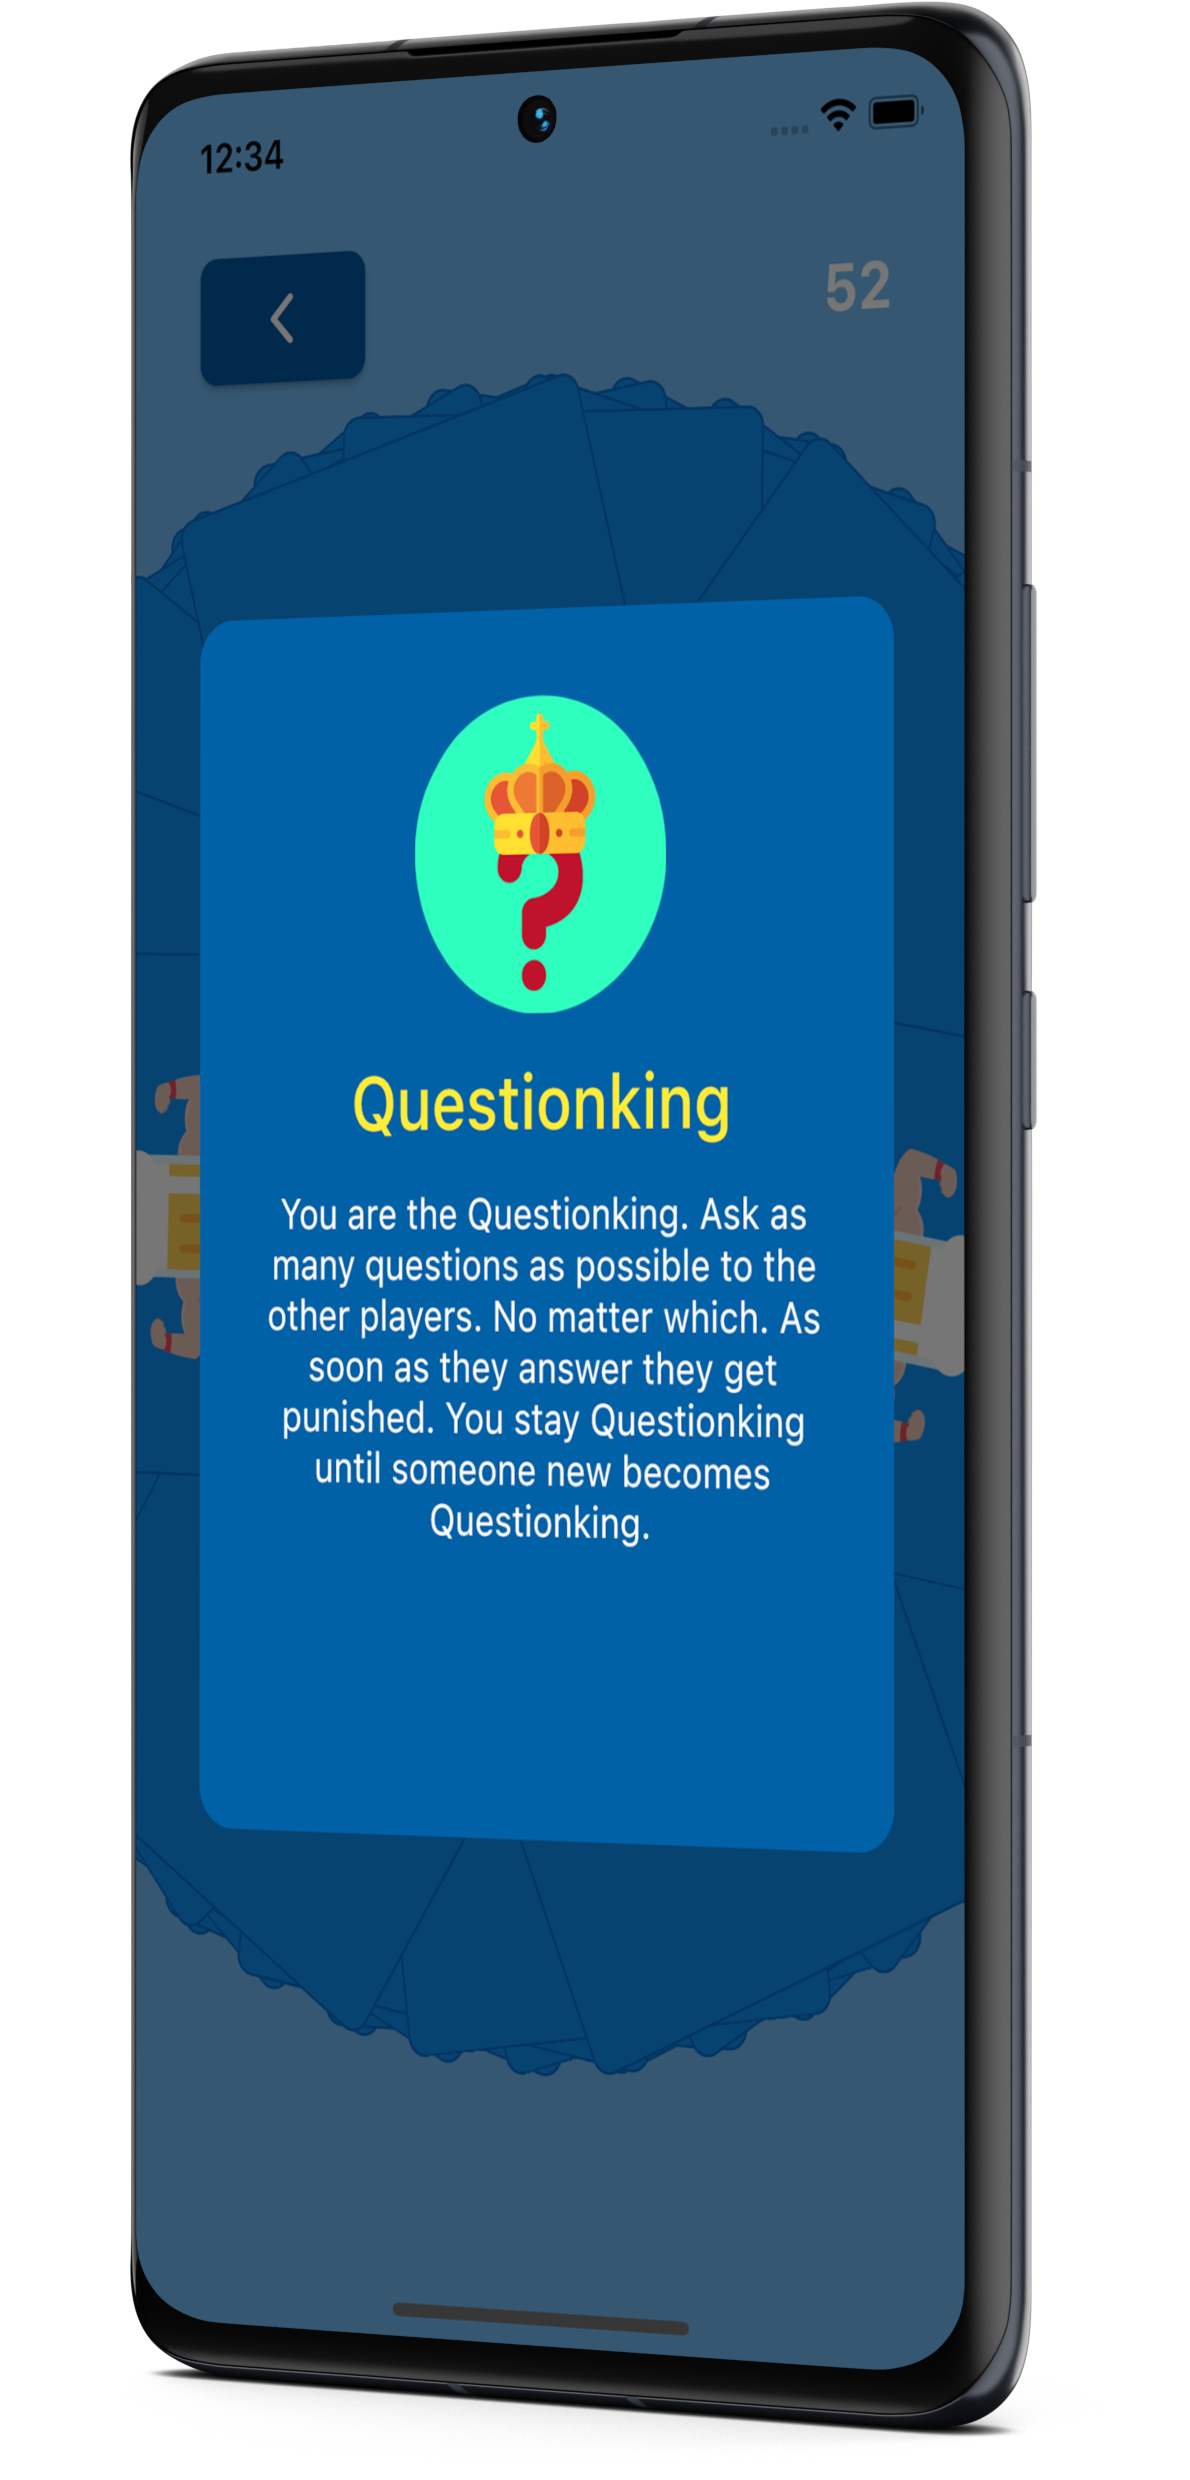 12:34
52
Questionking
You are the Questionking. Ask as
many questions as possible to the
other players. No matter which. As
soon as they answer they get
punished. You stay Questionking
until someone new becomes
Questionking.